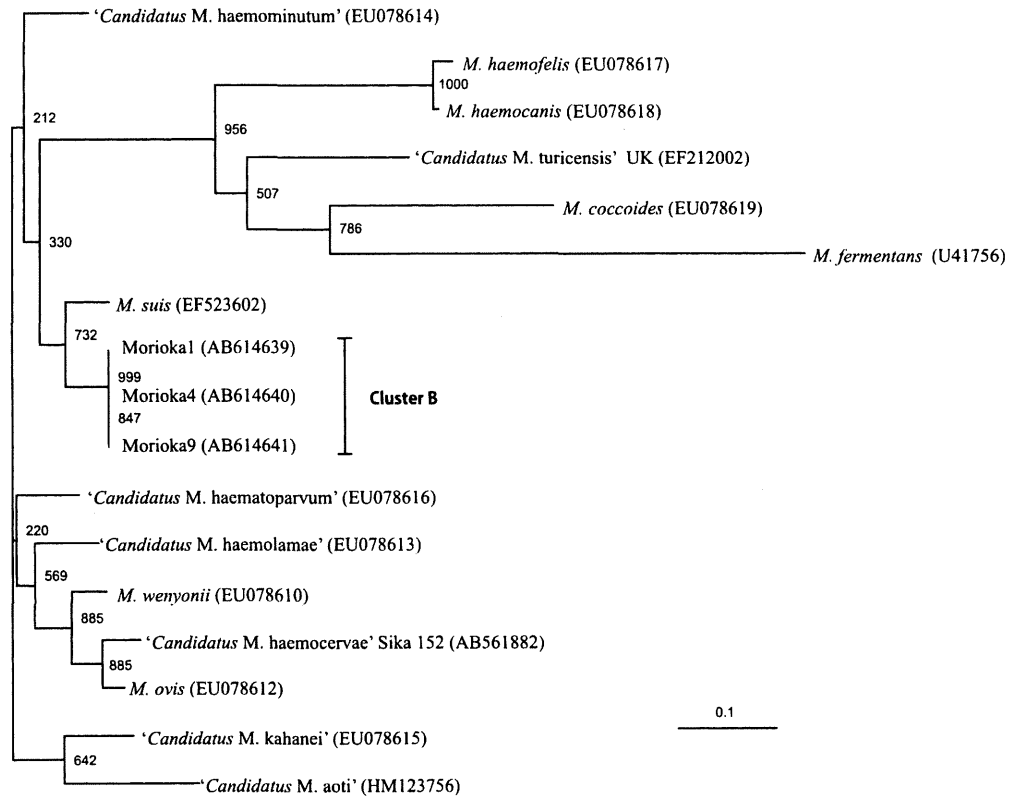 'Candidatus M. haemominutum' (EU078614)
M. haemofelis (EU078617)
1000
M. haemocanis (EU078618)
212
956
'Candidatus M. turicensis' UK (EF212002)
507
M. coccoides (EU078619)
786
330
M. fermentans (U41756)
M. suis (EF523602)
732
Morioka1 (AB614639)
999
Morioka4 (AB614640)
Cluster B
847
Morioka9 (AB614641)
'Candidatus M. haematoparvum' (EU078616)
220
'Candidatus M. haemolamae' (EU078613)
569
M. wenyonii (EU078610)
885
'Candidatus M. haemocervae' Sika 152 (AB561882)
885
M. ovis (EU078612)
0.1
'Candidatus M. kahanei' (EU078615)
642
'Candidatus M. aoti' (HM123756)